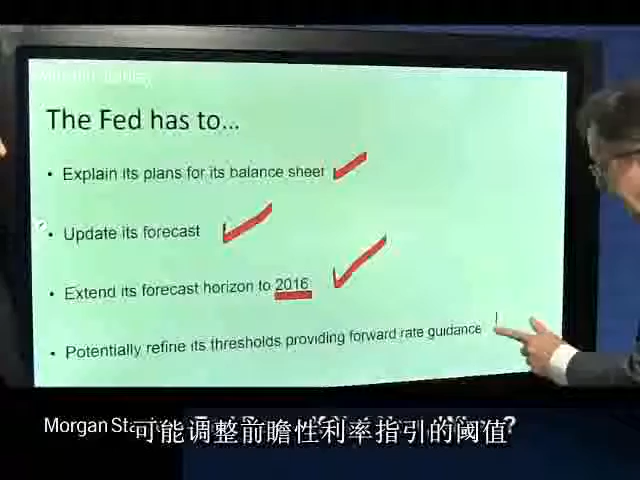 The Fed has to...
• Explain its plans for its balance sheet
• Update its forecast
• Extend its forecast horizon to 2016
• Potentially refine its thresholds providing forward rate guidance
Morgan Sta
可能调整前瞻性利率指引的阈值
?